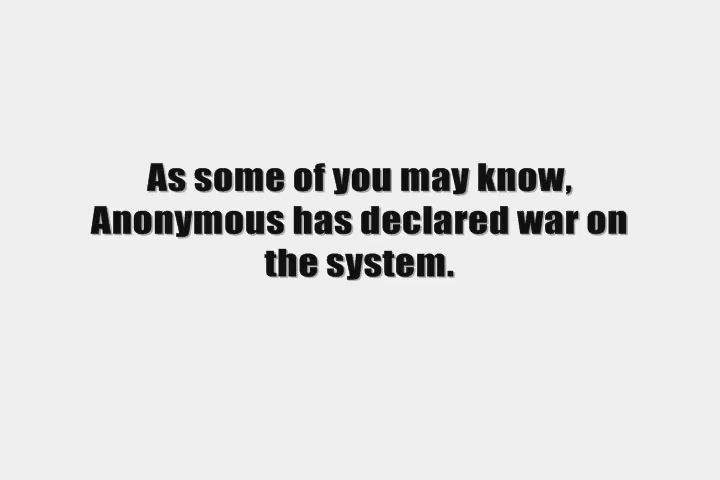 As some of you may know,
Anonymous has declared war on
the system.